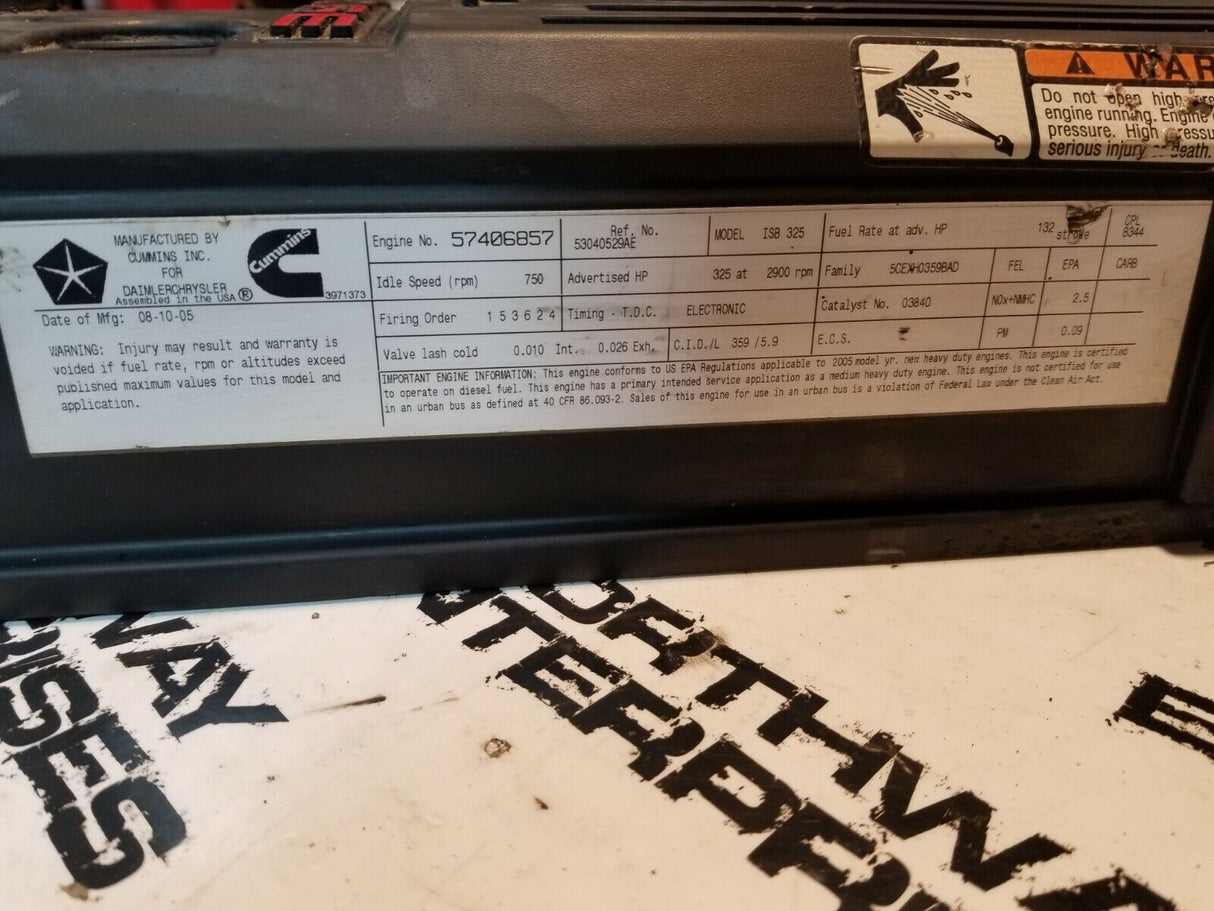 WAR
Do not open high pre
engine running. Engine
pressure. High pressu
serious injury or death.
MANUFACTURED BY
CUMMINS INC.
FOR
DAIMLERCHRYSLER
Assembled in the USA ®
Cummins
3971373
Date of Mfg: 08-10-05
WARNING: Injury may result and warranty is
voided if fuel rate, rpm or altitudes exceed
published maximum values for this model and
application.
Engine No. 57406857
Ref. No.
53040529AE
MODEL ISB 325
Fuel Rate at adv. HP 132
stroke
CPL
8344
Idle Speed (rpm) 750
Advertised HP 325 at 2900 rpm
Family 5CEXH0359BAD
FEL EPA CARB
Firing Order 1 5 3 6 2 4
Timing - T.D.C. ELECTRONIC
Catalyst No. 03840
NOx+NMHC 2.5
Valve lash cold 0.010 Int. 0.026 Exh.
C.I.D./L 359 /5.9
E.C.S.
PM 0.09
IMPORTANT ENGINE INFORMATION: This engine conforms to US EPA Regulations applicable to 2005 model yr. new heavy duty engines. This engine is certified
to operate on diesel fuel. This engine has a primary intended service application as a medium heavy duty engine. This engine is not certified for use
in an urban bus as defined at 40 CFR 86.093-2. Sales of this engine for use in an urban bus is a violation of Federal Law under the Clean Air Act.
WAY
RISES
ORTHWA
TERPRI
E